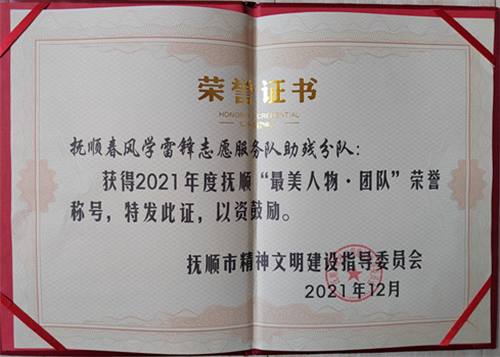 荣誉证书
抚顺春风学雷锋志愿服务队助残分队：
获得2021年度抚顺“最美人物·团队”荣誉
称号，特发此证，以资鼓励。
抚顺市精神文明建设指导委员会
2021年12月